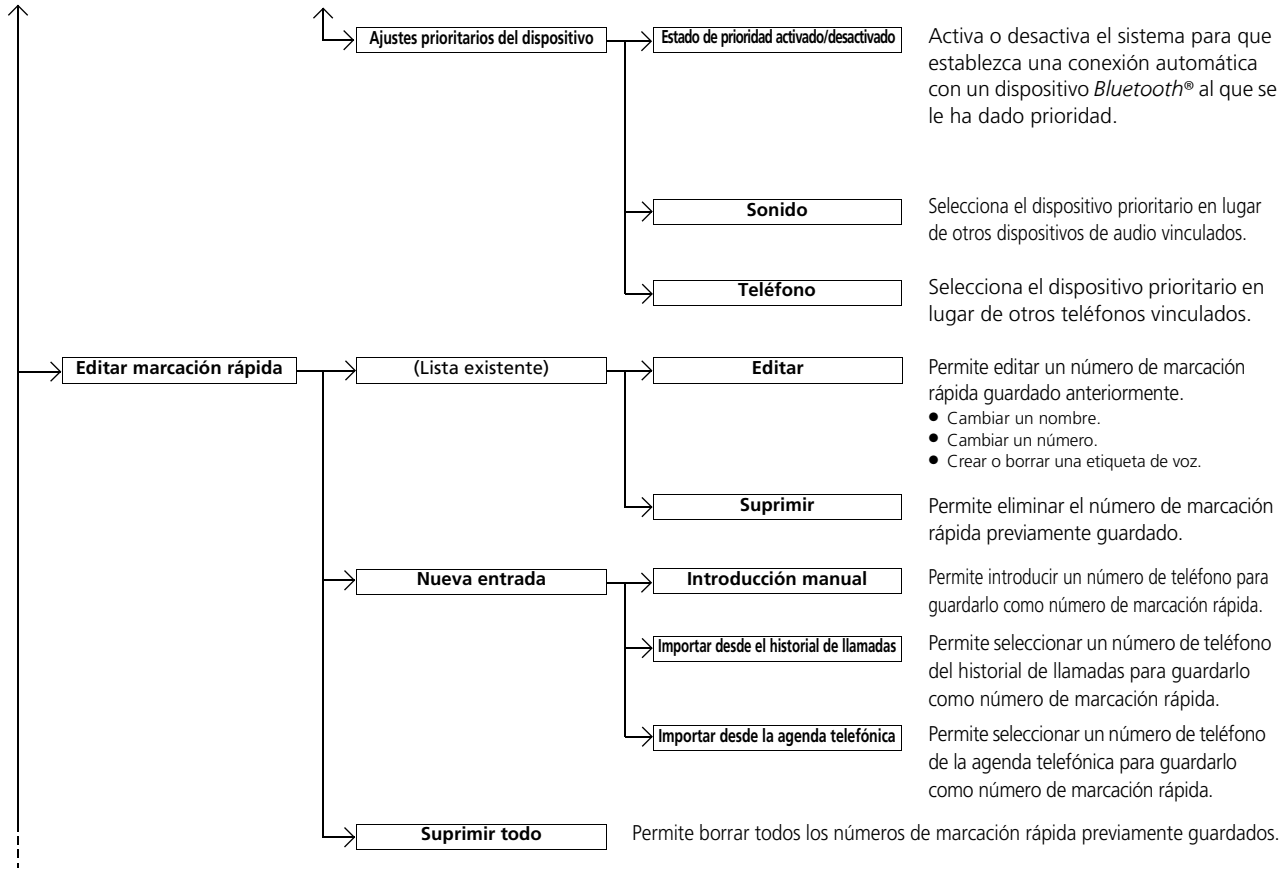 Ajustes prioritarios del dispositivo
Estado de prioridad activado/desactivado
Activa o desactiva el sistema para que
establezca una conexión automática
con un dispositivo Bluetooth® al que se
le ha dado prioridad.
Sonido
Selecciona el dispositivo prioritario en lugar
de otros dispositivos de audio vinculados.
Teléfono
Selecciona el dispositivo prioritario en
lugar de otros teléfonos vinculados.
Editar marcación rápida
(Lista existente)
Editar
Permite editar un número de marcación
rápida guardado anteriormente.
● Cambiar un nombre.
● Cambiar un número.
● Crear o borrar una etiqueta de voz.
Suprimir
Permite eliminar el número de marcación
rápida previamente guardado.
Nueva entrada
Introducción manual
Permite introducir un número de teléfono para
guardarlo como número de marcación rápida.
Importar desde el historial de llamadas
Permite seleccionar un número de teléfono
del historial de llamadas para guardarlo
como número de marcación rápida.
Importar desde la agenda telefónica
Permite seleccionar un número de teléfono
de la agenda telefónica para guardarlo
como número de marcación rápida.
Suprimir todo
Permite borrar todos los números de marcación rápida previamente guardados.